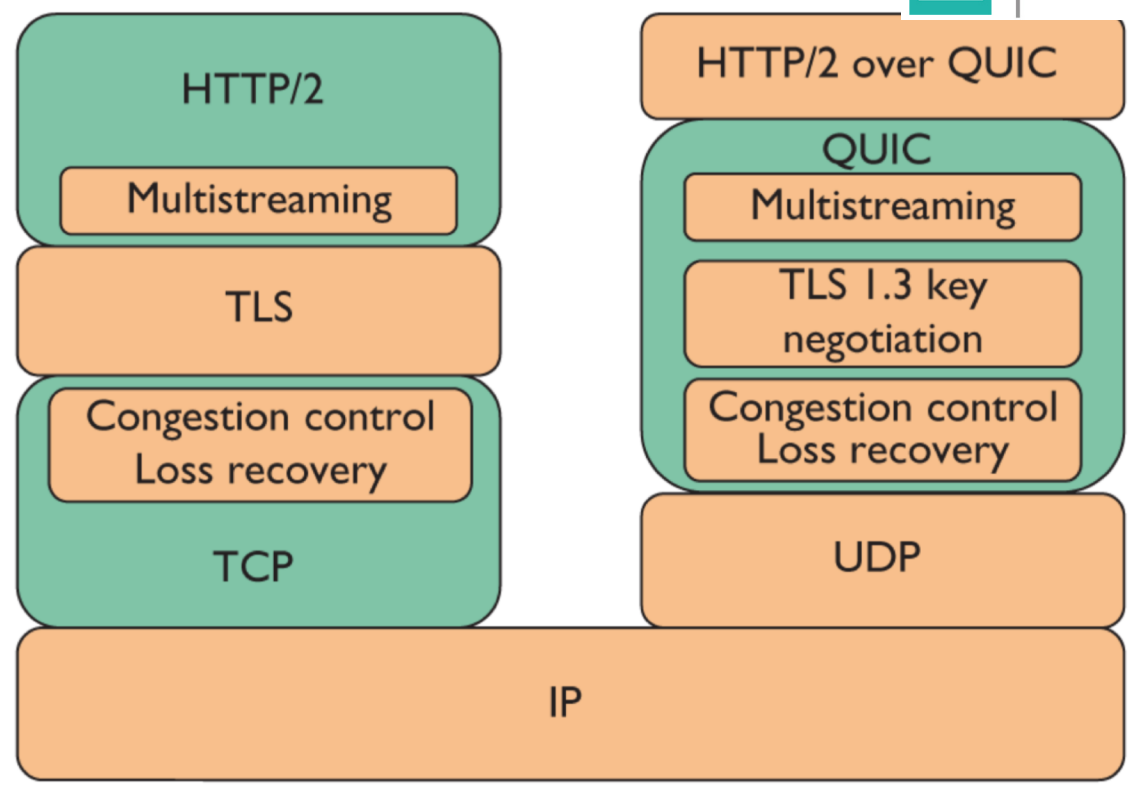 HTTP/2
Multistreaming
TLS
Congestion control
Loss recovery
TCP
HTTP/2 over QUIC
QUIC
Multistreaming
TLS 1.3 key
negotiation
Congestion control
Loss recovery
UDP
IP